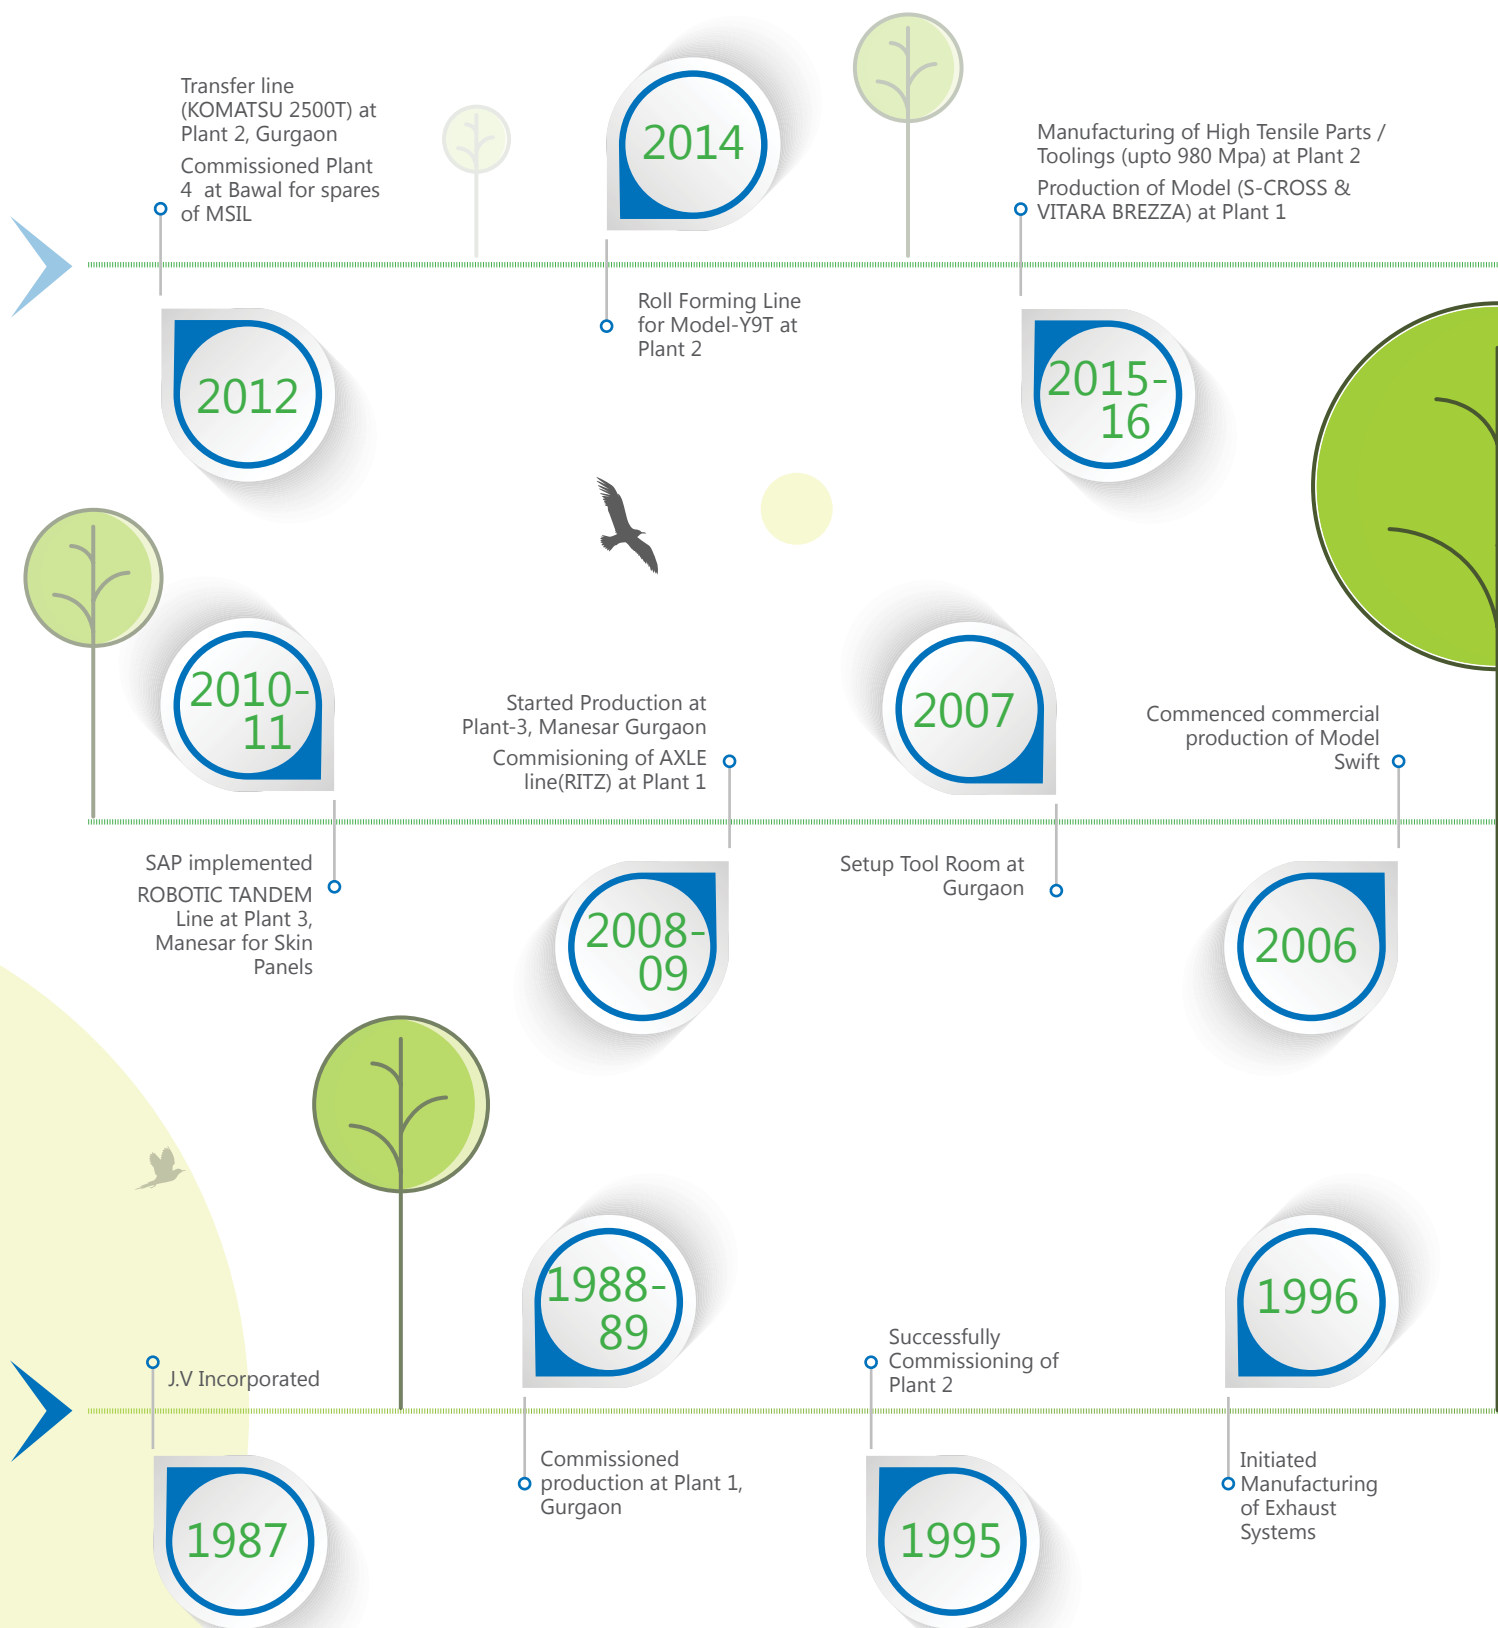 Transfer line
(KOMATSU 2500T) at
Plant 2, Gurgaon
Commissioned Plant
4  at Bawal for spares
of MSIL
2012
2014
Roll Forming Line
for Model-Y9T at
Plant 2
Manufacturing of High Tensile Parts /
Toolings (upto 980 Mpa) at Plant 2
Production of Model (S-CROSS &
VITARA BREZZA) at Plant 1
2015-
16
2010-
11
SAP implemented
ROBOTIC TANDEM
Line at Plant 3,
Manesar for Skin
Panels
Started Production at
Plant-3, Manesar Gurgaon
Commisioning of AXLE
line(RITZ) at Plant 1
2008-
09
2007
Setup Tool Room at
Gurgaon
Commenced commercial
production of Model
Swift
2006
J.V Incorporated
1987
1988-
89
Commissioned
production at Plant 1,
Gurgaon
Successfully
Commissioning of
Plant 2
1995
1996
Initiated
Manufacturing
of Exhaust
Systems